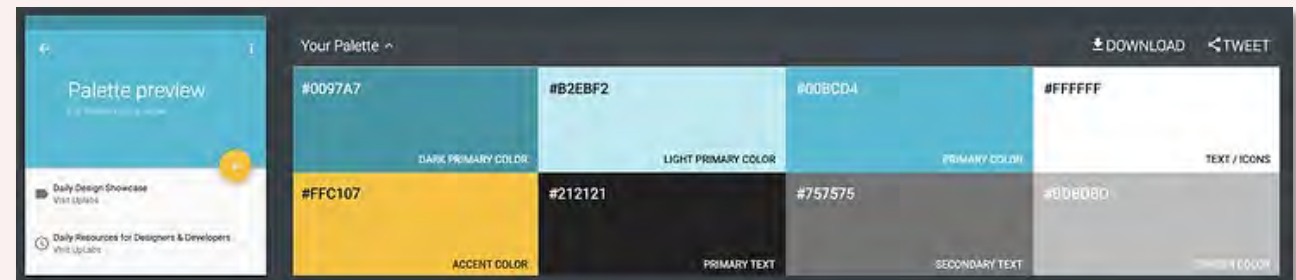 Palette preview
Daily Design Showcase
Visit Uplabs
Daily Resources for Designers & Developers
Visit UpLabs
Your Palette
DOWNLOAD
TWEET
#0097A7
DARK PRIMARY COLOR
#B2EBF2
LIGHT PRIMARY COLOR
#00BCD4
PRIMARY COLOR
#FFFFFF
TEXT / ICONS
#FFC107
ACCENT COLOR
#212121
PRIMARY TEXT
#757575
SECONDARY TEXT
#BDBDBD
DIVIDER COLOR